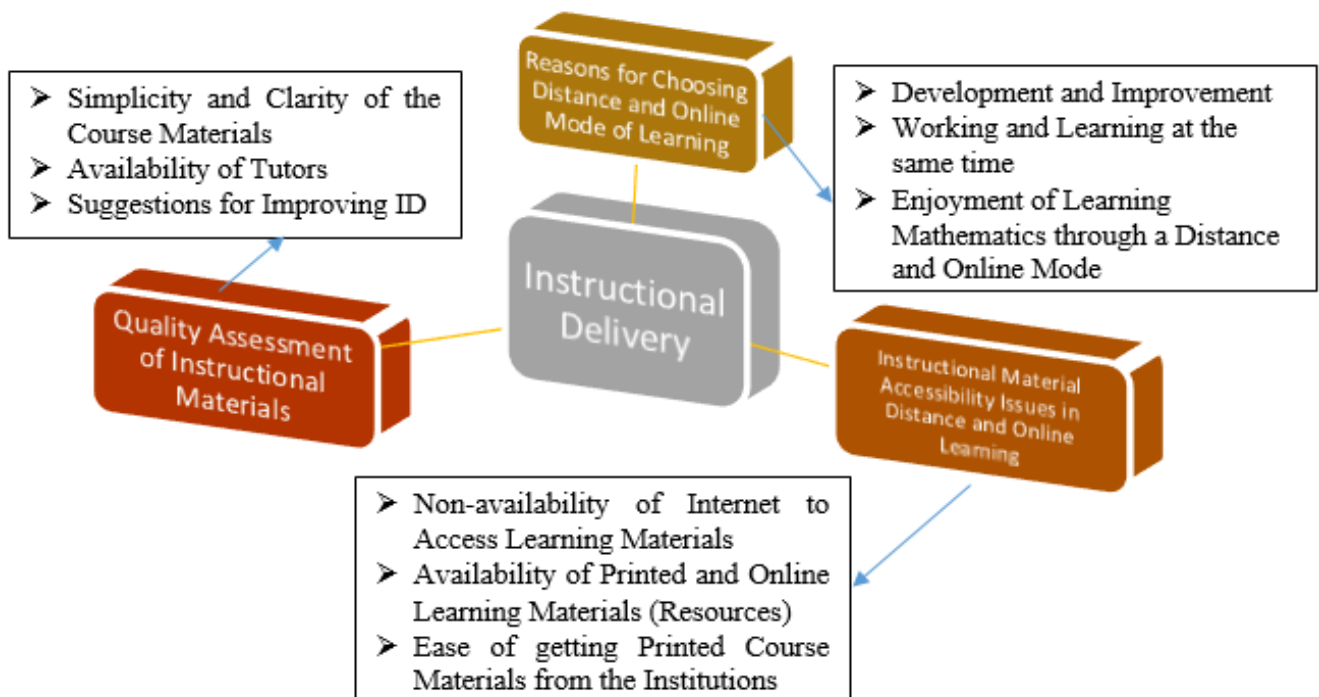 Reasons for Choosing
Distance and Online
Mode of Learning
➢ Simplicity and Clarity of the
Course Materials
➢ Availability of Tutors
➢ Suggestions for Improving ID
➢ Development and Improvement
➢ Working and Learning at the
same time
➢ Enjoyment of Learning
Mathematics through a Distance
and Online Mode
Instructional
Delivery
Quality Assessment
of Instructional
Materials
Instructional Material
Accessibility Issues in
Distance and Online
Learning
➢ Non-availability of Internet to
Access Learning Materials
➢ Availability of Printed and Online
Learning Materials (Resources)
➢ Ease of getting Printed Course
Materials from the Institutions